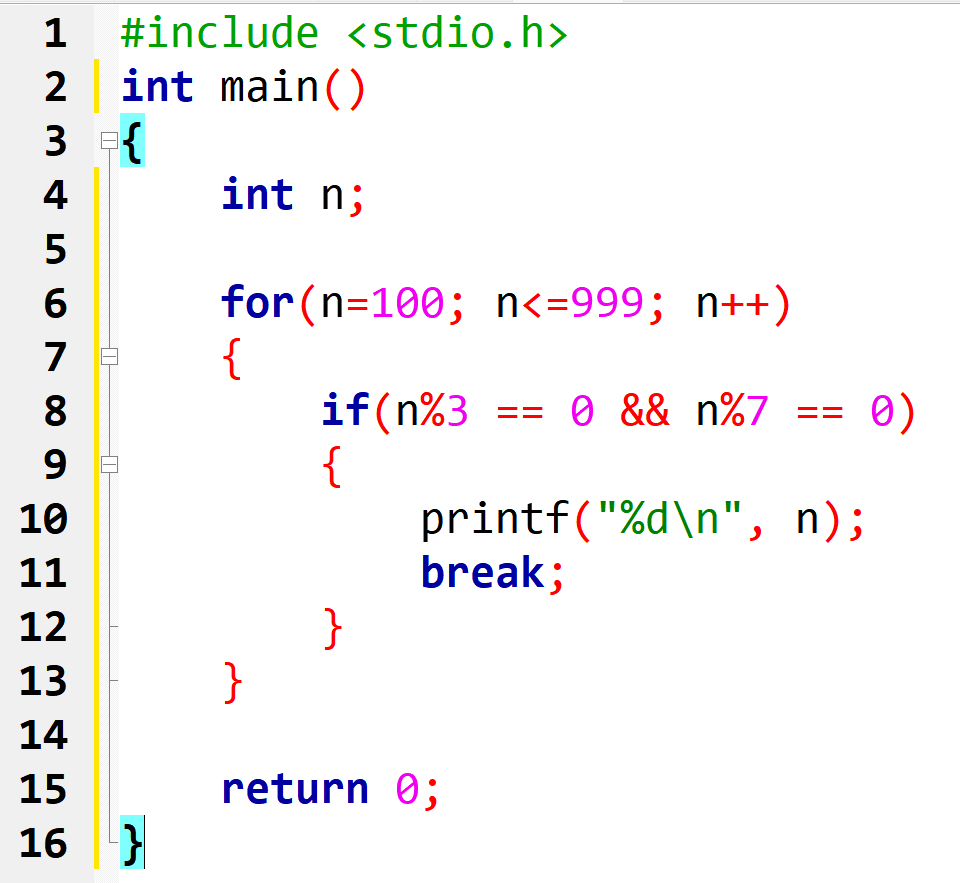 1 #include <stdio.h>
2 int main()
3 {
4     int n;
5
6     for(n=100; n<=999; n++)
7     {
8         if(n%3 == 0 && n%7 == 0)
9         {
10             printf("%d\n", n);
11             break;
12         }
13     }
14
15     return 0;
16 }